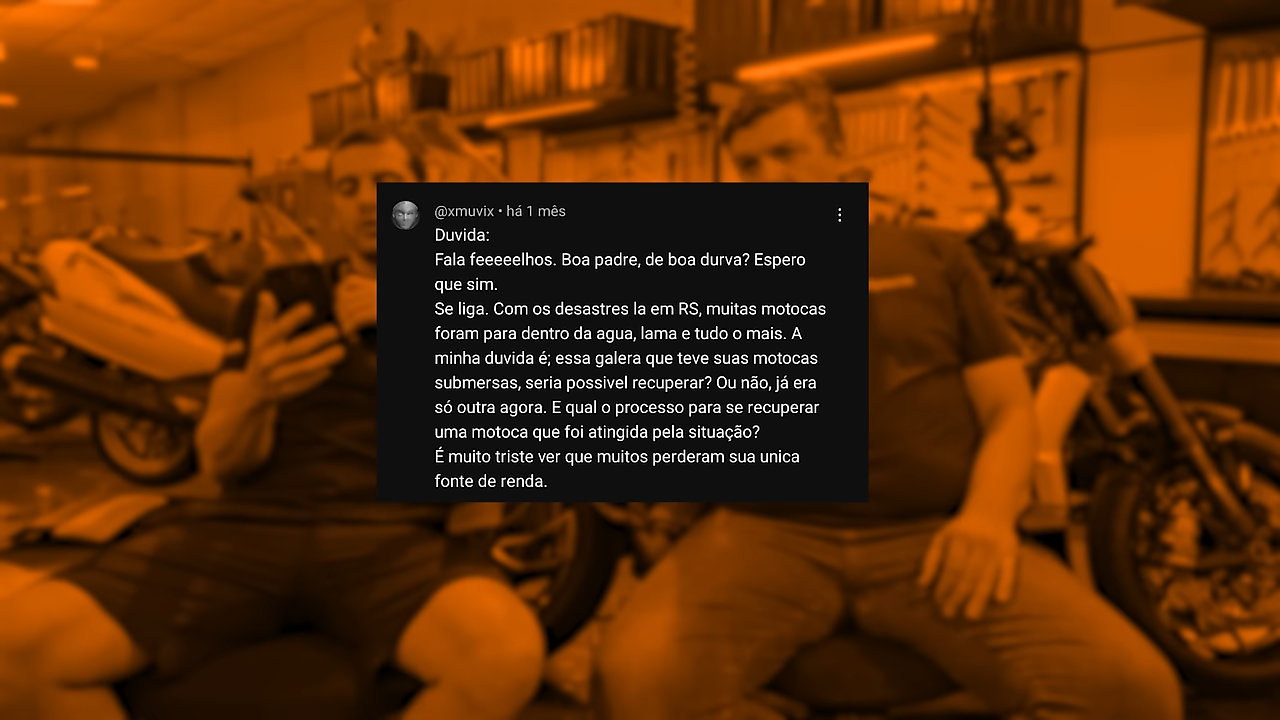 @xmuvix • há 1 mês
Duvida:
Fala feeeeelhos. Boa padre, de boa durva? Espero
que sim.
Se liga. Com os desastres la em RS, muitas motocas
foram para dentro da agua, lama e tudo o mais. A
minha duvida é; essa galera que teve suas motocas
submersas, seria possivel recuperar? Ou não, já era
só outra agora. E qual o processo para se recuperar
uma motoca que foi atingida pela situação?
É muito triste ver que muitos perderam sua unica
fonte de renda.